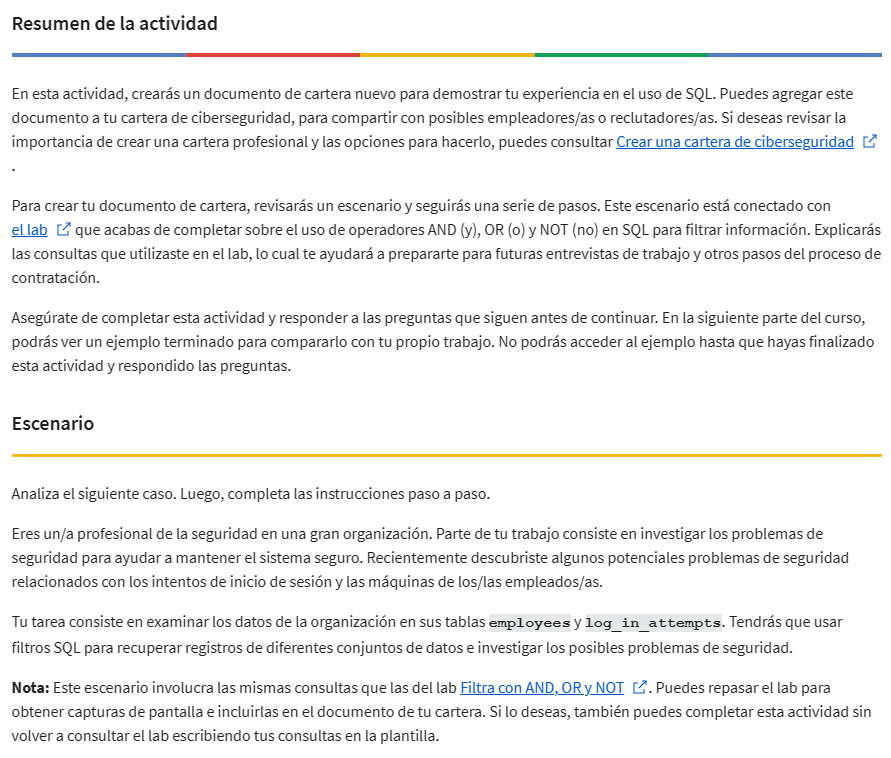 Resumen de la actividad
En esta actividad, crearás un documento de cartera nuevo para demostrar tu experiencia en el uso de SQL. Puedes agregar este
documento a tu cartera de ciberseguridad, para compartir con posibles empleadores/as o reclutadores/as. Si deseas revisar la
importancia de crear una cartera profesional y las opciones para hacerlo, puedes consultar Crear una cartera de ciberseguridad
.
Para crear tu documento de cartera, revisarás un escenario y seguirás una serie de pasos. Este escenario está conectado con
el lab que acabas de completar sobre el uso de operadores AND (y), OR (o) y NOT (no) en SQL para filtrar información. Explicarás
las consultas que utilizaste en el lab, lo cual te ayudará a prepararte para futuras entrevistas de trabajo y otros pasos del proceso de
contratación.
Asegúrate de completar esta actividad y responder a las preguntas que siguen antes de continuar. En la siguiente parte del curso,
podrás ver un ejemplo terminado para compararlo con tu propio trabajo. No podrás acceder al ejemplo hasta que hayas finalizado
esta actividad y respondido las preguntas.
Escenario
Analiza el siguiente caso. Luego, completa las instrucciones paso a paso.
Eres un/a profesional de la seguridad en una gran organización. Parte de tu trabajo consiste en investigar los problemas de
seguridad para ayudar a mantener el sistema seguro. Recientemente descubriste algunos potenciales problemas de seguridad
relacionados con los intentos de inicio de sesión y las máquinas de los/las empleados/as.
Tu tarea consiste en examinar los datos de la organización en sus tablas employees y log_in_attempts. Tendrás que usar
filtros SQL para recuperar registros de diferentes conjuntos de datos e investigar los posibles problemas de seguridad.
Nota: Este escenario involucra las mismas consultas que las del lab Filtra con AND, OR y NOT. Puedes repasar el lab para
obtener capturas de pantalla e incluirlas en el documento de tu cartera. Si lo deseas, también puedes completar esta actividad sin
volver a consultar el lab escribiendo tus consultas en la plantilla.